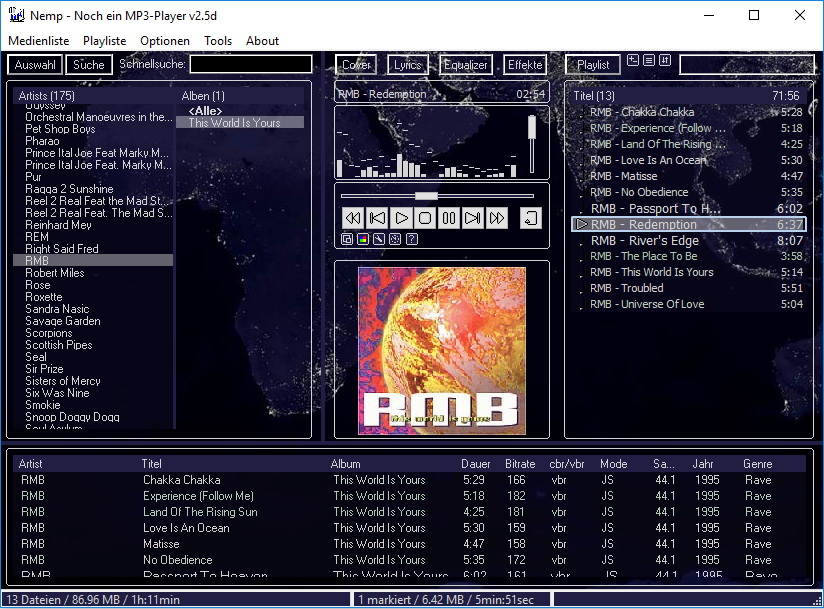 Nemp - Noch ein MP3-Player v2.5d
Medienliste Playliste Optionen Tools About
Auswahl Suche Schnellsuche:
Artists (175) Alben (1)
Odyssey
Orchestral Manoeuvres in the...
Pet Shop Boys
Pharao
Prince Ital Joe Feat Marky M...
Prince Ital Joe Feat. Marky M...
Pur
Ragga 2 Sunshine
Reel 2 Real Feat the Mad St...
Reel 2 Real Feat. The Mad S...
Reinhard Mey
REM
Right Said Fred
RMB
Robert Miles
Rose
Roxette
Sandra Nasic
Savage Garden
Scorpions
Scottish Pipes
Seal
Sir Prize
Sisters of Mercy
Six Was Nine
Smokie
Snoop Doggy Dogg
Soul Asylum
<Alle>
This World Is Yours
Cover Lyrics Equalizer Effekte
RMB - Redemption 02:54
RMB
this world is yours
Playlist
Titel (13) 71:56
RMB - Chakka Chakka 5:28
RMB - Experience (Follow ... 5:18
RMB - Land Of The Rising ... 4:25
RMB - Love Is An Ocean 5:30
RMB - Matisse 4:47
RMB - No Obedience 5:35
RMB - Passport To H... 6:02
RMB - Redemption 6:37
RMB - River's Edge 8:07
RMB - The Place To Be 3:58
RMB - This World Is Yours 5:14
RMB - Troubled 5:51
RMB - Universe Of Love 5:04
Artist Titel Album Dauer Bitrate cbr/vbr Mode Sa... Jahr Genre
RMB Chakka Chakka This World Is Yours 5:29 166 vbr JS 44.1 1995 Rave
RMB Experience (Follow Me) This World Is Yours 5:18 182 vbr JS 44.1 1995 Rave
RMB Land Of The Rising Sun This World Is Yours 4:25 181 vbr JS 44.1 1995 Rave
RMB Love Is An Ocean This World Is Yours 5:30 159 vbr JS 44.1 1995 Rave
RMB Matisse This World Is Yours 4:47 158 vbr JS 44.1 1995 Rave
RMB No Obedience This World Is Yours 5:35 172 vbr JS 44.1 1995 Rave
RMB Passport To Heaven This World Is Yours 6:02 161 vbr JS 44.1 1995 Rave
13 Dateien / 86.96 MB / 1h:11min 1 markiert / 6.42 MB / 5min:51sec